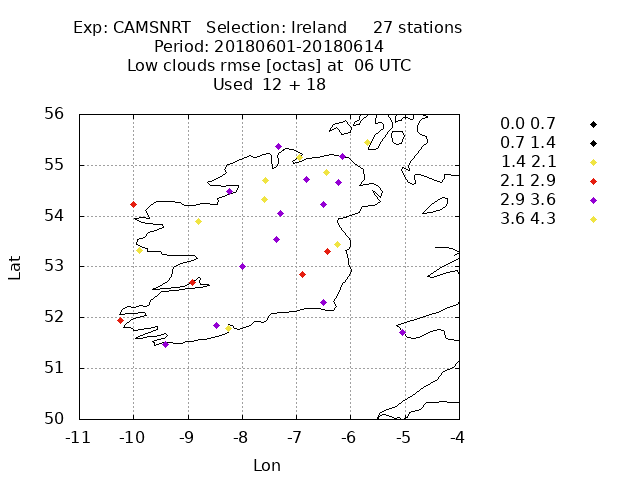 Exp: CAMSNRT Selection: Ireland 27 stations
Period: 20180601-20180614
Low clouds rmse [octas] at 06 UTC
Used 12 + 18
56
55
54
53
52
51
50
-11 -10 -9 -8 -7 -6 -5 -4
Lat
Lon
0.0 0.7
0.7 1.4
1.4 2.1
2.1 2.9
2.9 3.6
3.6 4.3